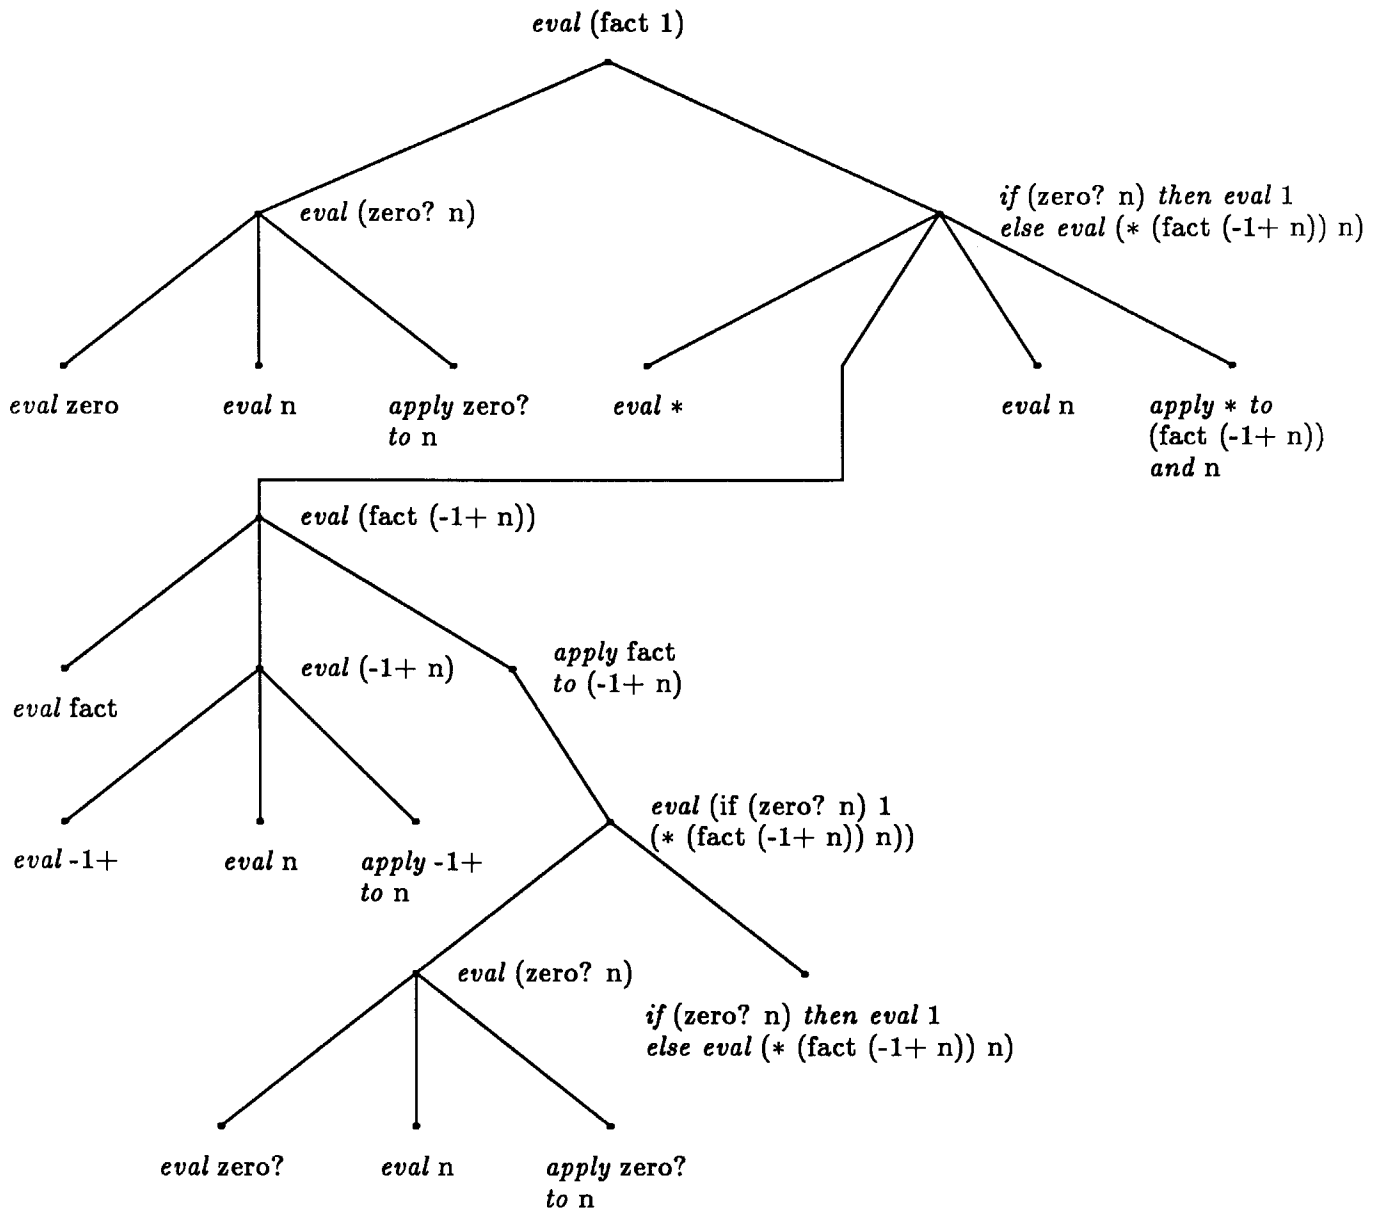 eval (fact 1)
eval (zero? n)
if (zero? n) then eval 1
else eval (* (fact (-1+ n)) n)
eval zero
eval n
apply zero?
to n
eval *
eval n
apply * to
(fact (-1+ n))
and n
eval (fact (-1+ n))
eval fact
eval (-1+ n)
apply fact
to (-1+ n)
eval -1+
eval n
apply -1+
to n
eval (if (zero? n) 1
(* (fact (-1+ n)) n))
eval (zero? n)
if (zero? n) then eval 1
else eval (* (fact (-1+ n)) n)
eval zero?
eval n
apply zero?
to n